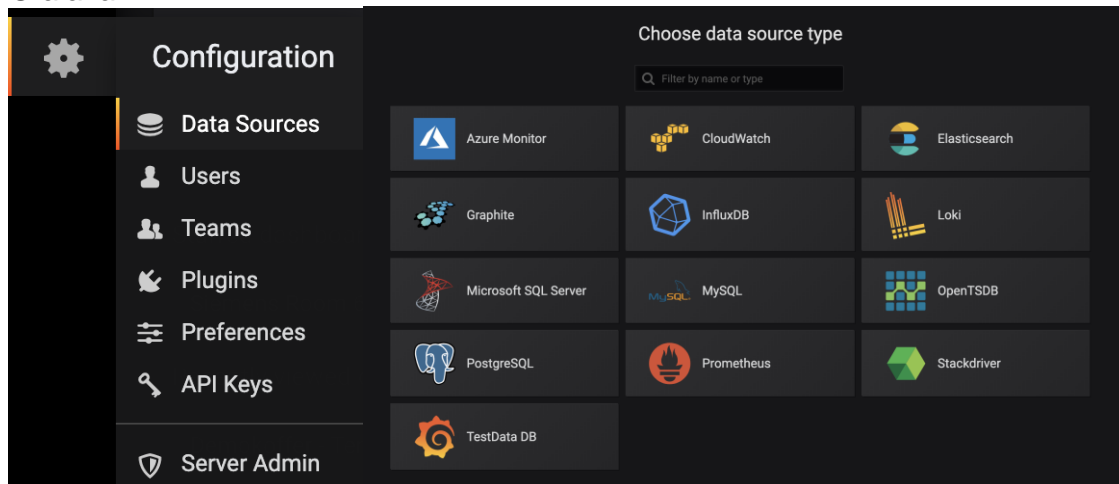 Configuration
Data Sources
Users
Teams
Plugins
Preferences
API Keys
Server Admin
Choose data source type
Filter by name or type
Azure Monitor
CloudWatch
Elasticsearch
Graphite
InfluxDB
Loki
Microsoft SQL Server
MySQL
MySQL
OpenTSDB
PostgreSQL
Prometheus
Stackdriver
TestData DB